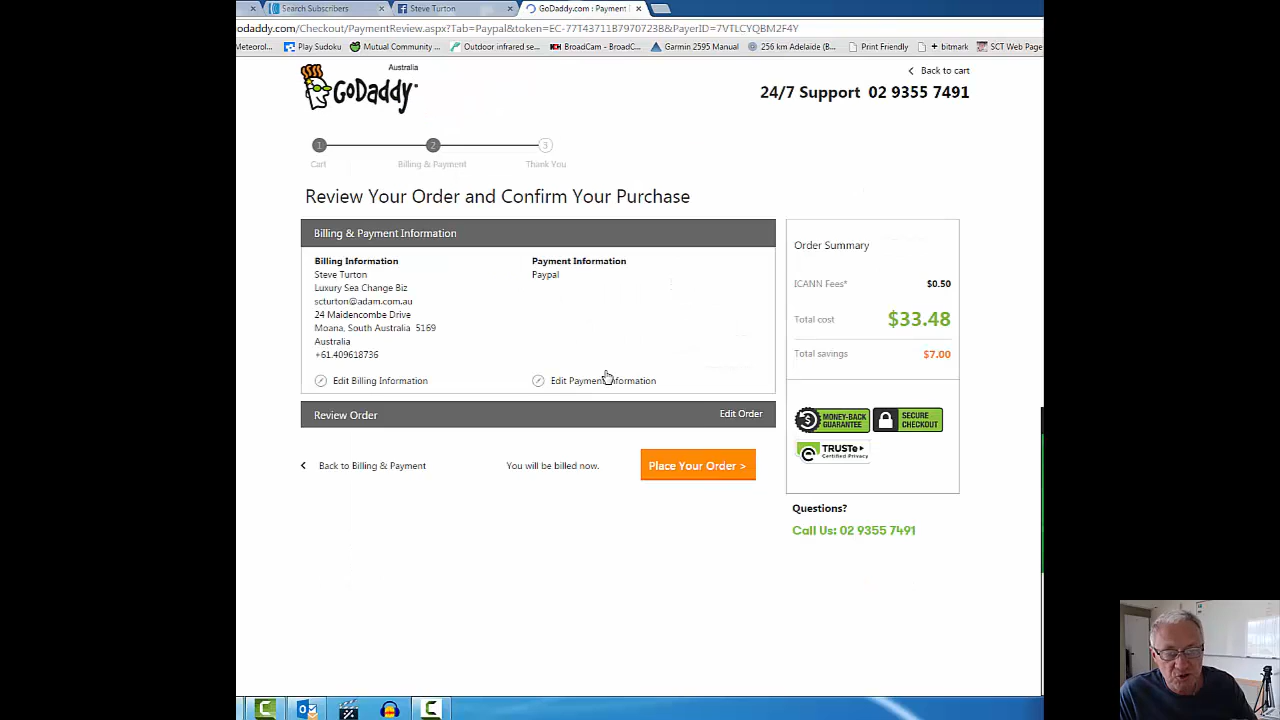 Search Subscribers
Steve Turton
GoDaddy.com : Payment
odaddy.com/Checkout/PaymentReview.aspx?Tab=Paypal&token=EC-77T43711B7970723B&PayerID=7VTLCYQBM2F4Y
Meteorol... Play Sudoku Mutual Community ... Outdoor infrared se... BroadCam - BroadC... Garmin 2595 Manual 256 km Adelaide (B... Print Friendly + bitmark SCT Web Page
Australia
GoDaddy™
Back to cart
24/7 Support 02 9355 7491
1 2 3
Cart Billing & Payment Thank You
Review Your Order and Confirm Your Purchase
Billing & Payment Information
Billing Information
Steve Turton
Luxury Sea Change Biz
scturton@adam.com.au
24 Maidencombe Drive
Moana, South Australia 5169
Australia
+61.409618736
Edit Billing Information
Payment Information
Paypal
Edit Payment Information
Review Order Edit Order
Back to Billing & Payment You will be billed now. Place Your Order >
Order Summary
ICANN Fees* $0.50
Total cost $33.48
Total savings $7.00
MONEY-BACK
GUARANTEE
SECURE
CHECKOUT
TRUSTe
Certified Privacy
Questions?
Call Us: 02 9355 7491